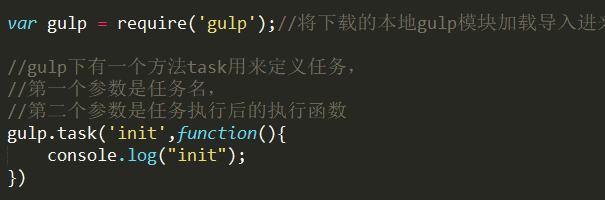 var gulp = require('gulp');//将下载的本地gulp模块加载导入进
//gulp下有一个方法task用来定义任务,
//第一个参数是任务名,
//第二个参数是任务执行后的执行函数
gulp.task('init',function(){
    console.log("init");
})